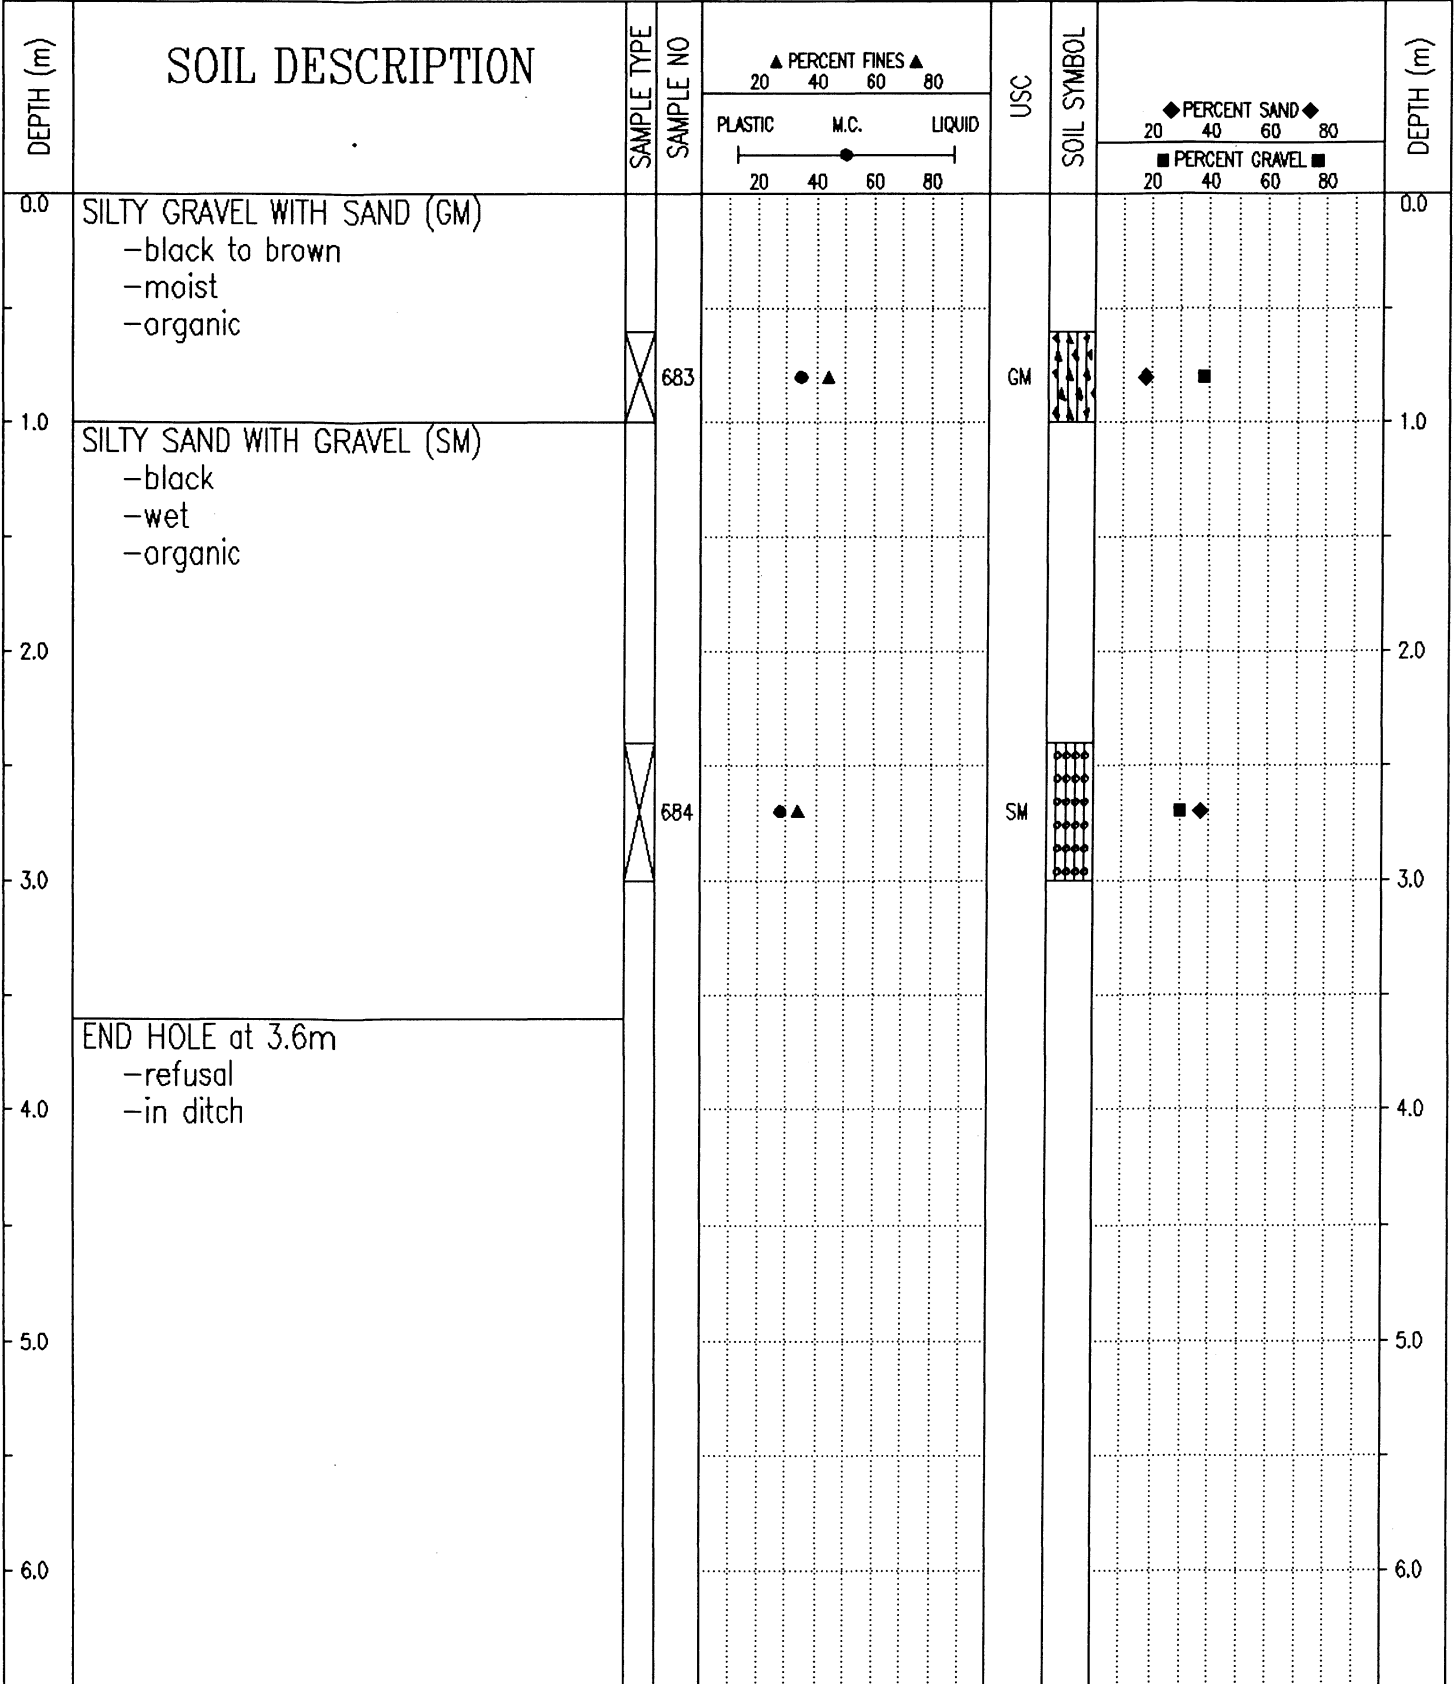 DEPTH (m)
SOIL DESCRIPTION
SAMPLE TYPE
SAMPLE NO
▲ PERCENT FINES ▲
20 40 60 80
PLASTIC M.C. LIQUID
20 40 60 80
USC
SOIL SYMBOL
◆ PERCENT SAND ◆
20 40 60 80
■ PERCENT GRAVEL ■
20 40 60 80
DEPTH (m)
0.0 SILTY GRAVEL WITH SAND (GM) 0.0
-black to brown
-moist
-organic
683 GM
1.0 1.0
SILTY SAND WITH GRAVEL (SM)
-black
-wet
-organic
2.0 2.0
684 SM
3.0 3.0
END HOLE at 3.6m
-refusal
-in ditch
4.0 4.0
5.0 5.0
6.0 6.0